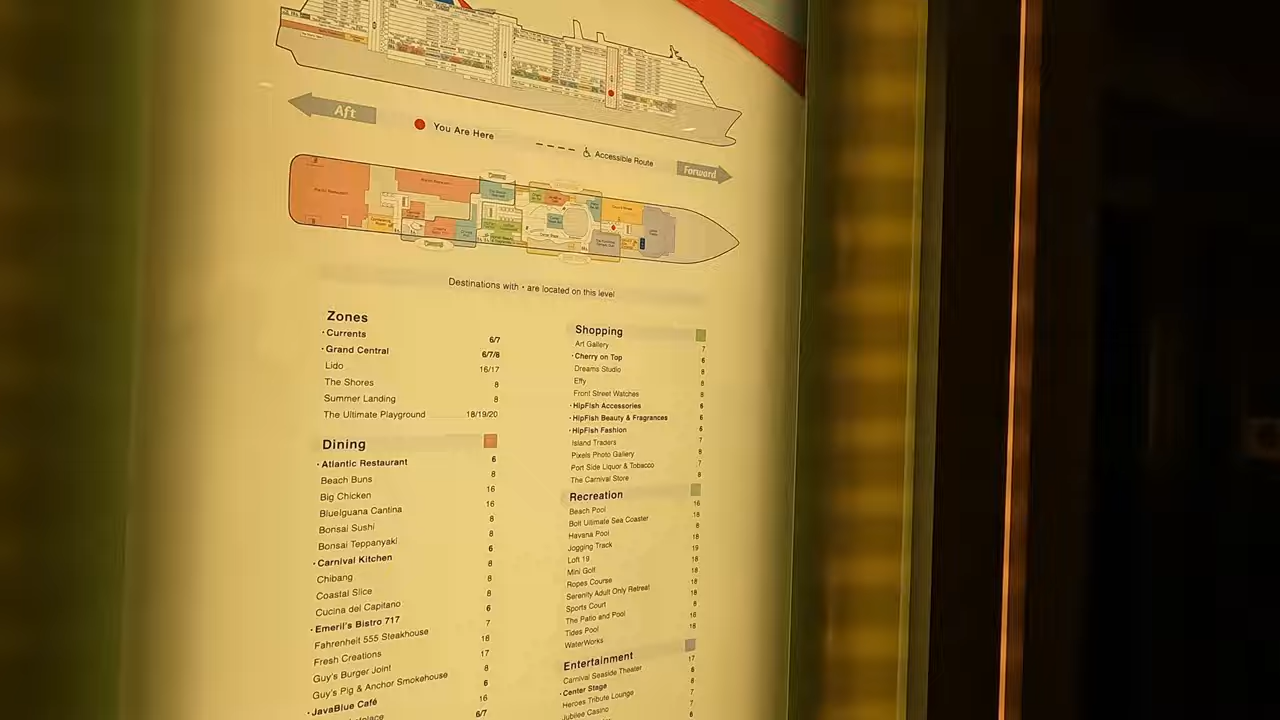 Aft
You Are Here
Accessible Route
Forward
Destinations with • are located on this level
Zones
• Currents 6/7
• Grand Central 6/7/8
Lido 16/17
The Shores 8
Summer Landing 8
The Ultimate Playground 18/19/20
Dining
• Atlantic Restaurant 6
Beach Buns 8
Big Chicken 16
BlueIguana Cantina 16
Bonsai Sushi 8
Bonsai Teppanyaki 8
• Carnival Kitchen 6
Chibang 8
Coastal Slice 8
Cucina del Capitano 8
• Emeril's Bistro 717 6
Fahrenheit 555 Steakhouse 7
Fresh Creations 18
Guy's Burger Joint 17
Guy's Pig & Anchor Smokehouse 8
• JavaBlue Café 6
16
6/7
Shopping
Art Gallery 7
• Cherry on Top 6
Dreams Studio 8
Effy 8
Front Street Watches 8
• HipFish Accessories 6
• HipFish Beauty & Fragrances 6
• HipFish Fashion 6
Island Traders 7
Pixels Photo Gallery 8
Port Side Liquor & Tobacco 7
The Carnival Store 8
Recreation
Beach Pool 16
Bolt Ultimate Sea Coaster 18
Havana Pool 8
Jogging Track 18
Loft 19 19
Mini Golf 18
Ropes Course 18
Serenity Adult Only Retreat 18
Sports Court 18
The Patio and Pool 8
Tides Pool 16
WaterWorks 18
Entertainment
Carnival Seaside Theater 17
• Center Stage 6
Heroes Tribute Lounge 8
Jubilee Casino 7
7
6